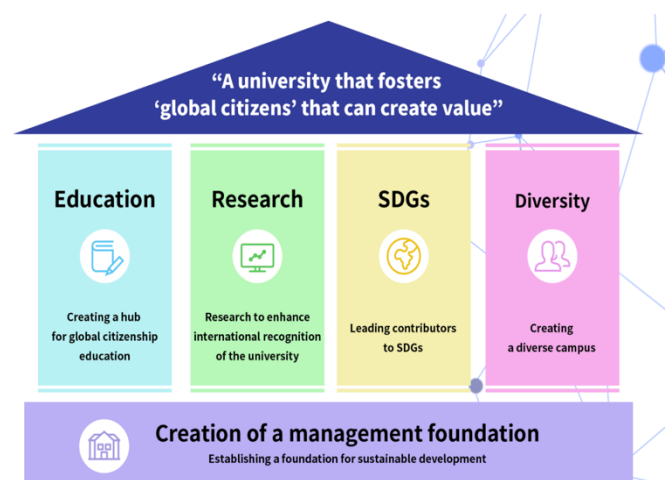 “A university that fosters
‘global citizens’ that can create value”
Education
Creating a hub
for global citizenship
education
Research
Research to enhance
international recognition
of the university
SDGs
Leading contributors
to SDGs
Diversity
Creating
a diverse campus
Creation of a management foundation
Establishing a foundation for sustainable development